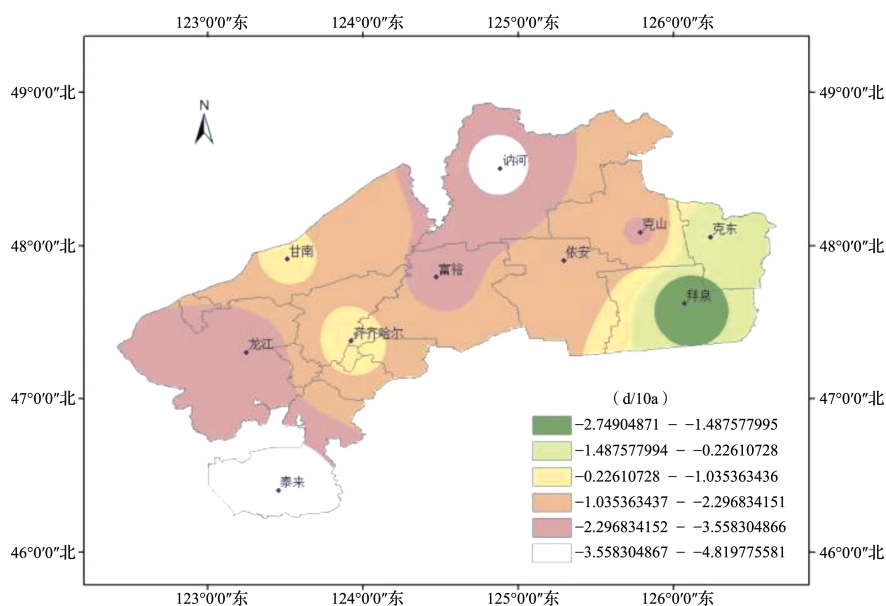 123°0′0″东 124°0′0″东 125°0′0″东 126°0′0″东
49°0′0″北 49°0′0″北
N
讷河
克山 克东
48°0′0″北 甘南 依安 48°0′0″北
富裕
拜泉
龙江 齐齐哈尔
47°0′0″北 47°0′0″北
(d/10a)
−2.74904871 − −1.487577995
−1.487577994 − −0.22610728
泰来 −0.22610728 − −1.035363436
−1.035363437 − −2.296834151
−2.296834152 − −3.558304866
46°0′0″北 −3.558304867 − −4.819775581 46°0′0″北
123°0′0″东 124°0′0″东 125°0′0″东 126°0′0″东